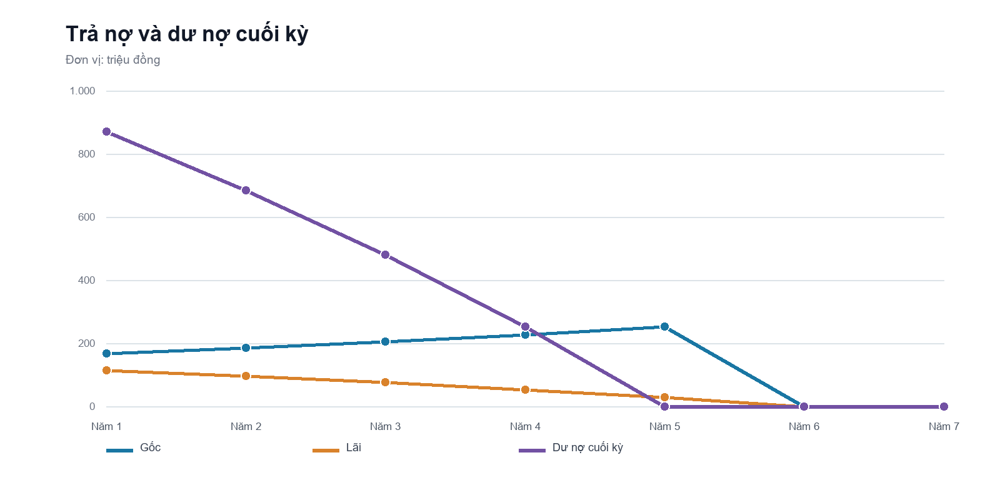 Trả nợ và dư nợ cuối kỳ
Đơn vị: triệu đồng
1.000
800
600
400
200
0
Năm 1 Năm 2 Năm 3 Năm 4 Năm 5 Năm 6 Năm 7
Gốc Lãi Dư nợ cuối kỳ